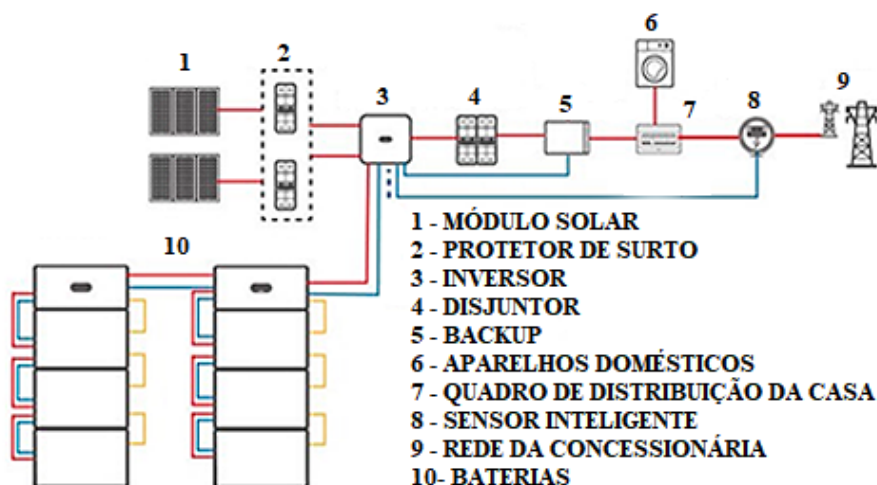 6
1
2
9
3
4
5
7
8
10
1 - MÓDULO SOLAR
2 - PROTETOR DE SURTO
3 - INVERSOR
4 - DISJUNTOR
5 - BACKUP
6 - APARELHOS DOMÉSTICOS
7 - QUADRO DE DISTRIBUIÇÃO DA CASA
8 - SENSOR INTELIGENTE
9 - REDE DA CONCESSIONÁRIA
10- BATERIAS